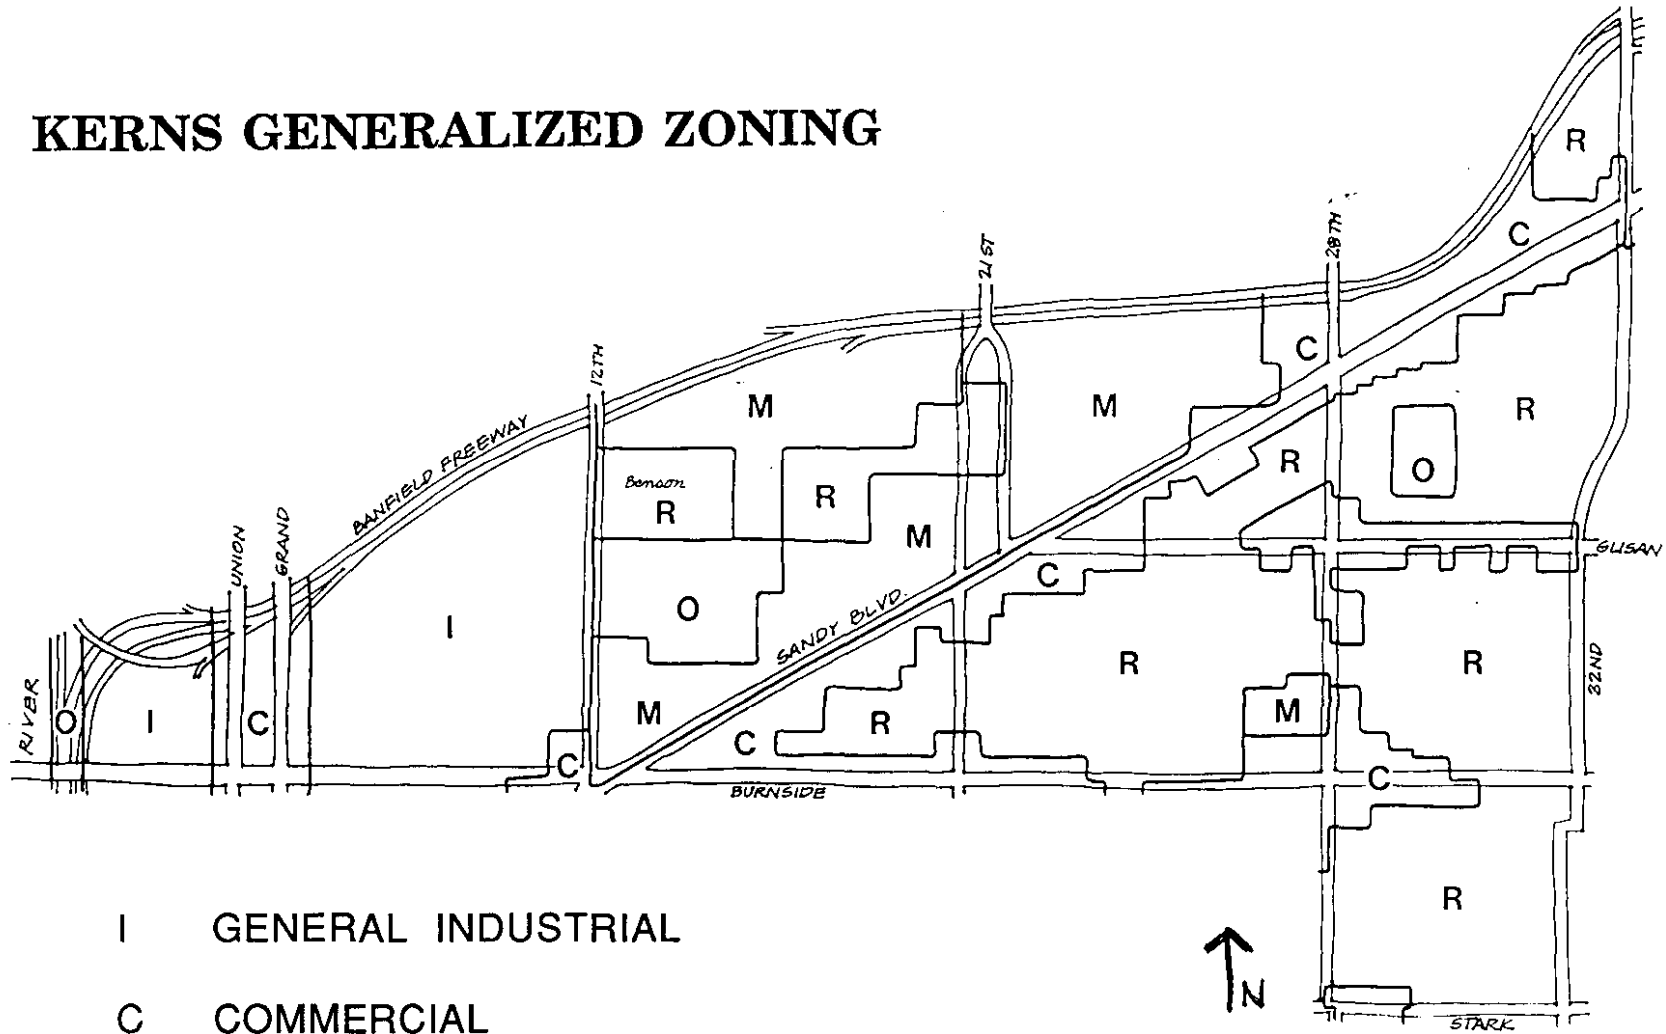 KERNS GENERALIZED ZONING
R
C
28TH
21ST
C
12TH
M
M
R
BANFIELD FREEWAY
R
O
Benson
R
R
M
UNION
GRAND
GLISAN
C
SANDY BLVD.
O
I
R
R
32ND
RIVER
O
I
C
M
R
M
C
C
C
BURNSIDE
R
I GENERAL INDUSTRIAL
N
C COMMERCIAL
STARK